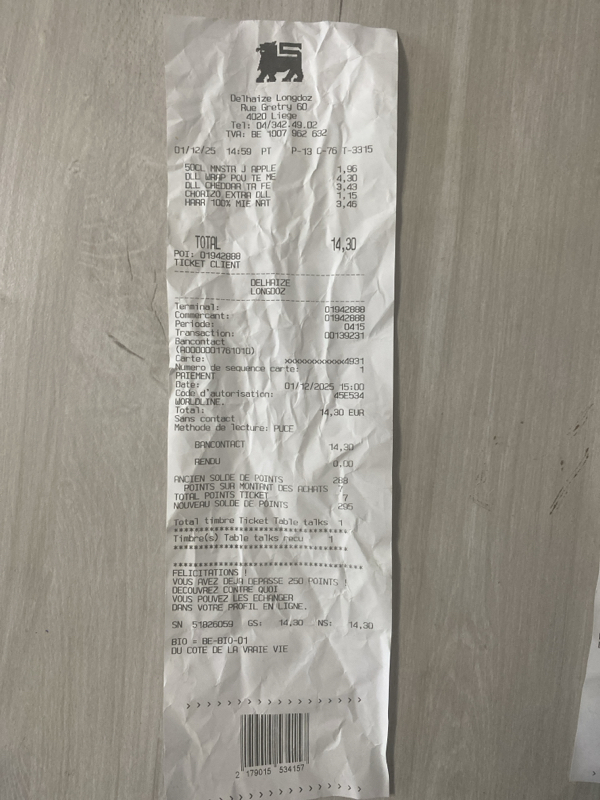 Delhaize Longdoz
Rue Gretry 60
4020 Liege
Tel: 04/342.49.02
TVA: BE 1007 962 632
01/12/25 14:59 PT P-13 C-76 T-3315
50CL MNSTR J APPLE 1,96
DLL WRAP POU TE ME 4,30
DLL CHEDDAR TR FE 3,43
CHORIZO EXTRA DLL 1,15
HARR 100% MIE NAT 3,46
TOTAL 14,30
POI: 01942888
TICKET CLIENT
DELHAIZE
LONGDOZ
Terminal: 01942888
Commercant: 01942888
Periode: 0415
Transaction: 00139231
Bancontact
(A0000001761010)
Carte: xxxxxxxxxxxx4931
Numero de sequence carte: 1
PAIEMENT
Date: 01/12/2025 15:00
Code d'autorisation: 45E534
WORLDLINE.
Total: 14,30 EUR
Sans contact
Methode de lecture: PUCE
BANCONTACT 14,30
RENDU 0,00
ANCIEN SOLDE DE POINTS 288
POINTS SUR MONTANT DES ACHATS 7
TOTAL POINTS TICKET 7
NOUVEAU SOLDE DE POINTS 295
Total timbre Ticket Table talks 1
Timbre(s) Table talks recu 1
FELICITATIONS !
VOUS AVEZ DEJA DEPASSE 250 POINTS !
DECOUVREZ CONTRE QUOI
VOUS POUVEZ LES ECHANGER
DANS VOTRE PROFIL EN LIGNE.
SN 51826059 GS: 14,30 NS: 14,30
BIO = BE-BIO-01
DU COTE DE LA VRAIE VIE
2 179015 534157